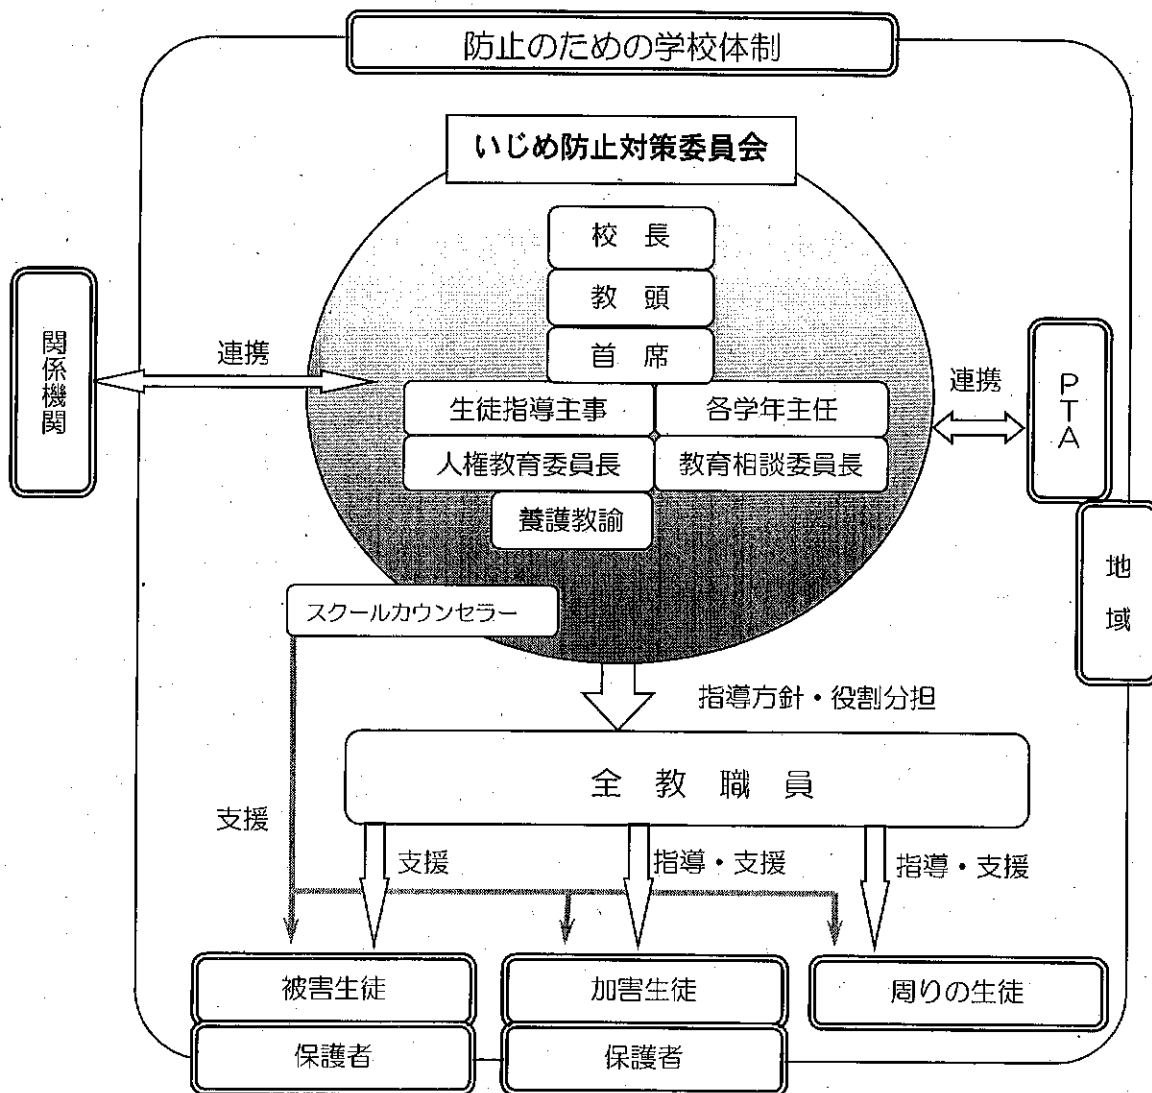 防止のための学校体制
いじめ防止対策委員会
校 長
教 頭
首 席
生徒指導主事
各学年主任
人権教育委員長
教育相談委員長
養護教諭
スクールカウンセラー
関係機関
連携
連携
PTA
地域
指導方針・役割分担
全 教 職 員
支援
支援
指導・支援
指導・支援
被害生徒
加害生徒
周りの生徒
保護者
保護者